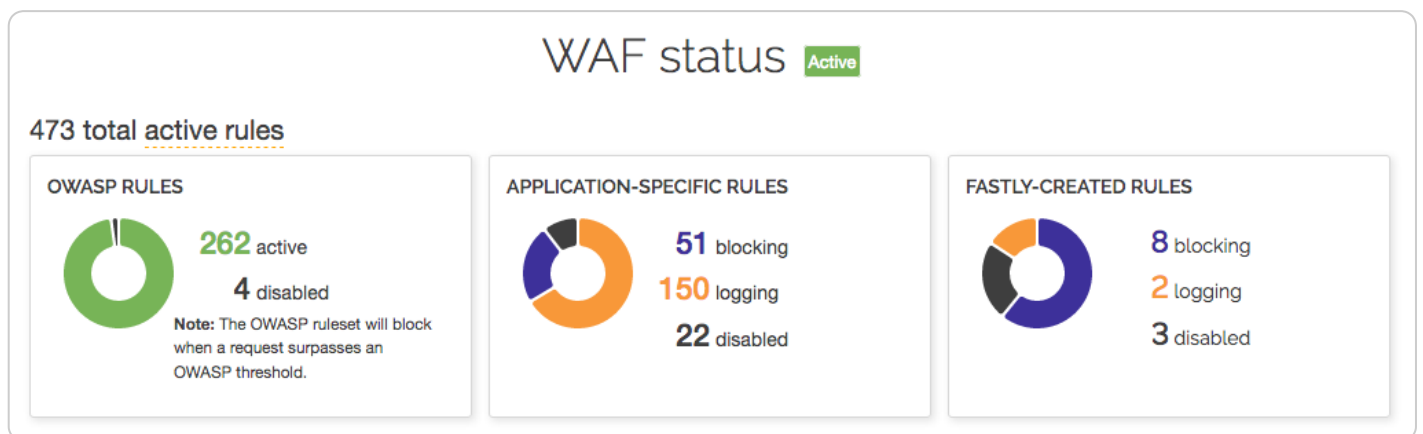 WAF status Active
473 total active rules
OWASP RULES
262 active
4 disabled
Note: The OWASP ruleset will block
when a request surpasses an
OWASP threshold.
APPLICATION-SPECIFIC RULES
51 blocking
150 logging
22 disabled
FASTLY-CREATED RULES
8 blocking
2 logging
3 disabled